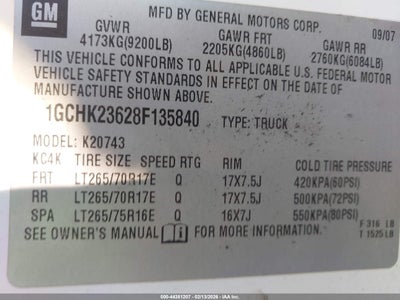 GM
MFD BY GENERAL MOTORS CORP.
GVWR GAWR FRT GAWR RR 09/07
4173KG(9200LB) 2205KG(4860LB) 2760KG(6084LB)
THIS VEHICLE CONFORMS TO ALL APPLICABLE U.S. FEDERAL MOTOR
VEHICLE SAFETY STANDARDS IN EFFECT ON THE DATE OF
MANUFACTURE SHOWN ABOVE.
1GCHK23628F135840 TYPE: TRUCK
MODEL: K20743
KC4K TIRE SIZE SPEED RTG RIM COLD TIRE PRESSURE
FRT LT265/70R17E Q 17X7.5J 420KPA(60PSI)
RR LT265/70R17E Q 17X7.5J 500KPA(72PSI)
SPA LT265/75R16E Q 16X7J 550KPA(80PSI)
SEE OWNER'S MANUAL FOR MORE INFORMATION. F 316 LB
T 1525 LB